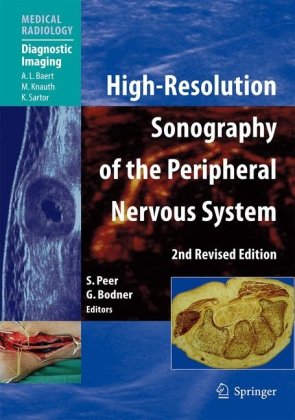 MEDICAL
RADIOLOGY
Diagnostic
Imaging
A. L. Baert
M. Knauth
K. Sartor
High-Resolution
Sonography
of the Peripheral
Nervous System
2nd Revised Edition
S. Peer
G. Bodner
Editors
Springer